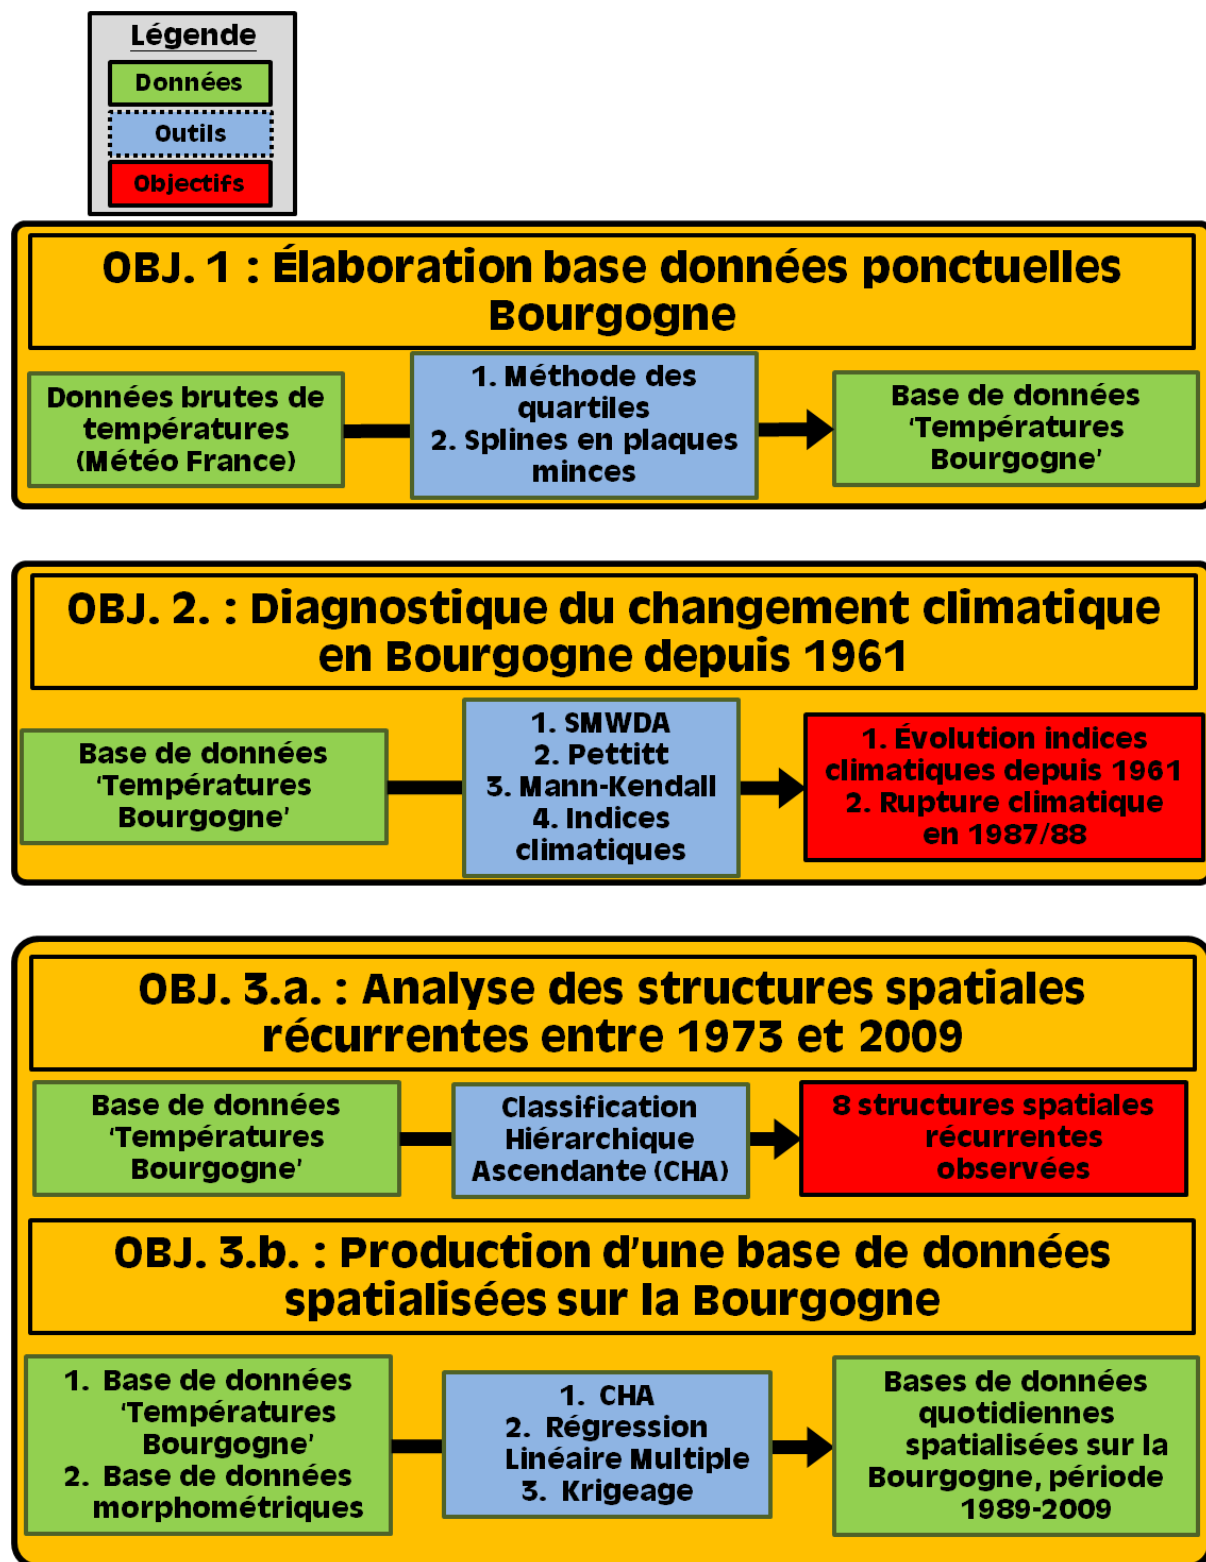 Légende
Données
Outils
Objectifs
OBJ. 1 : Élaboration base données ponctuelles
Bourgogne
Données brutes de
températures
(Météo France)
1. Méthode des
quartiles
2. Splines en plaques
minces
Base de données
‘Températures
Bourgogne’
OBJ. 2. : Diagnostique du changement climatique
en Bourgogne depuis 1961
Base de données
‘Températures
Bourgogne’
1. SMWDA
2. Pettitt
3. Mann-Kendall
4. Indices
climatiques
1. Évolution indices
climatiques depuis 1961
2. Rupture climatique
en 1987/88
OBJ. 3.a. : Analyse des structures spatiales
récurrentes entre 1973 et 2009
Base de données
‘Températures
Bourgogne’
Classification
Hiérarchique
Ascendante (CHA)
8 structures spatiales
récurrentes
observées
OBJ. 3.b. : Production d’une base de données
spatialisées sur la Bourgogne
1. Base de données
‘Températures
Bourgogne’
2. Base de données
morphométriques
1. CHA
2. Régression
Linéaire Multiple
3. Krigeage
Bases de données
quotidiennes
spatialisées sur la
Bourgogne, période
1989-2009